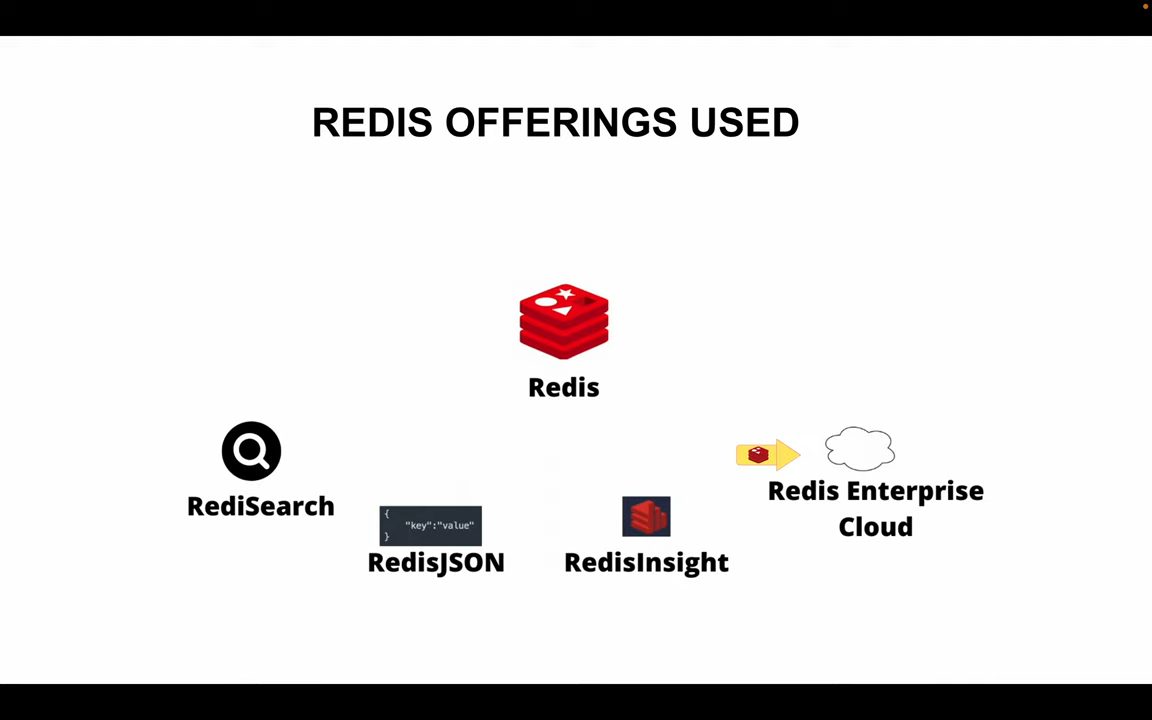 REDIS OFFERINGS USED
Redis
RediSearch
{
"key":"value"
}
RedisJSON
RedisInsight
Redis Enterprise
Cloud